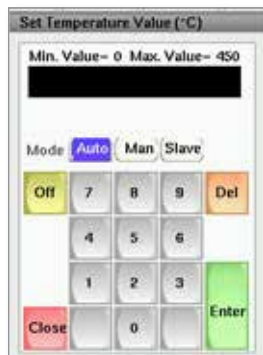 Set Temperature Value (°C)
Min. Value= 0 Max. Value= 450
Mode Auto Man Slave
Off 7 8 9 Del
4 5 6
1 2 3
Enter
Close 0